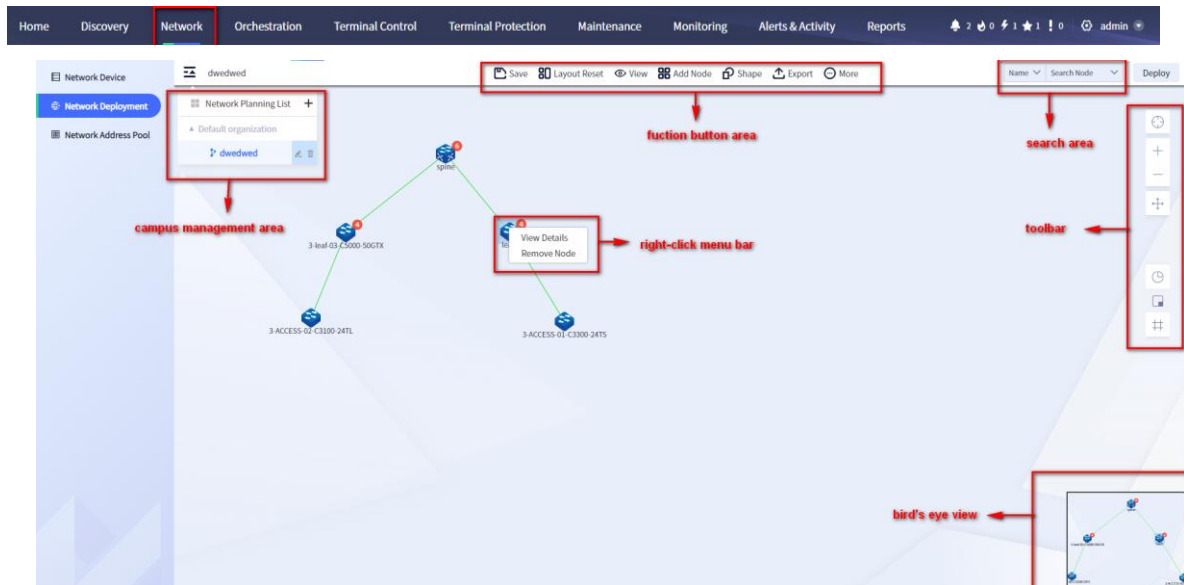 Home Discovery Network Orchestration Terminal Control Terminal Protection Maintenance Monitoring Alerts & Activity Reports 2 0 1 1 0 admin
Network Device
Network Deployment
Network Address Pool
dwedwed
Save Layout Reset View Add Node Shape Export More
Name Search Node Deploy
Network Planning List +
Default organization
dwedwed
fuction button area
search area
campus management area
right-click menu bar
toolbar
bird's eye view
6
spine
4
3-leaf-03-C5000-50GTX
4
View Details
Remove Node
3-ACCESS-02-C3100-24TL
3-ACCESS-01-C3300-24TS